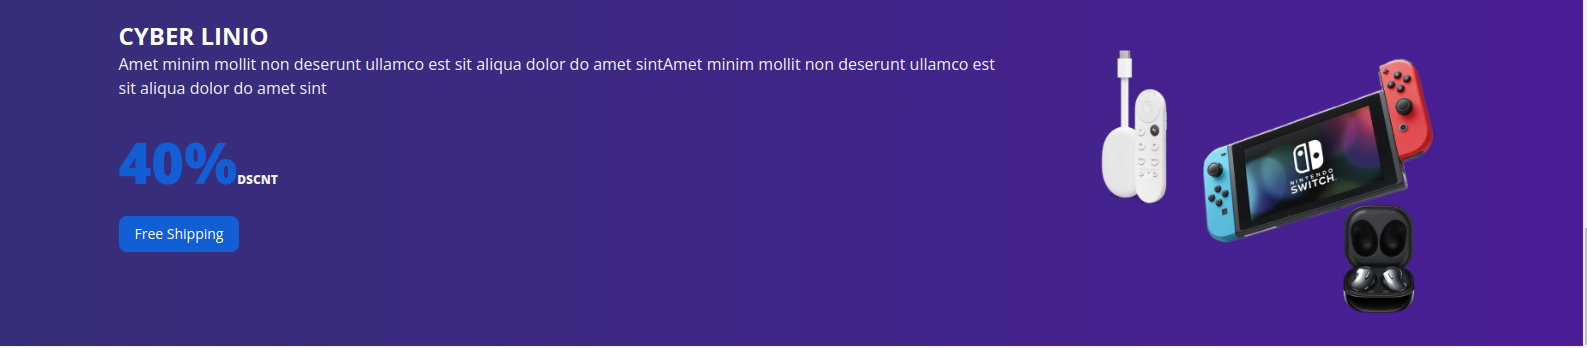 CYBER LINIO
Amet minim mollit non deserunt ullamco est sit aliqua dolor do amet sintAmet minim mollit non deserunt ullamco est
sit aliqua dolor do amet sint
40%DSCNT
Free Shipping
NINTENDO
SWITCH